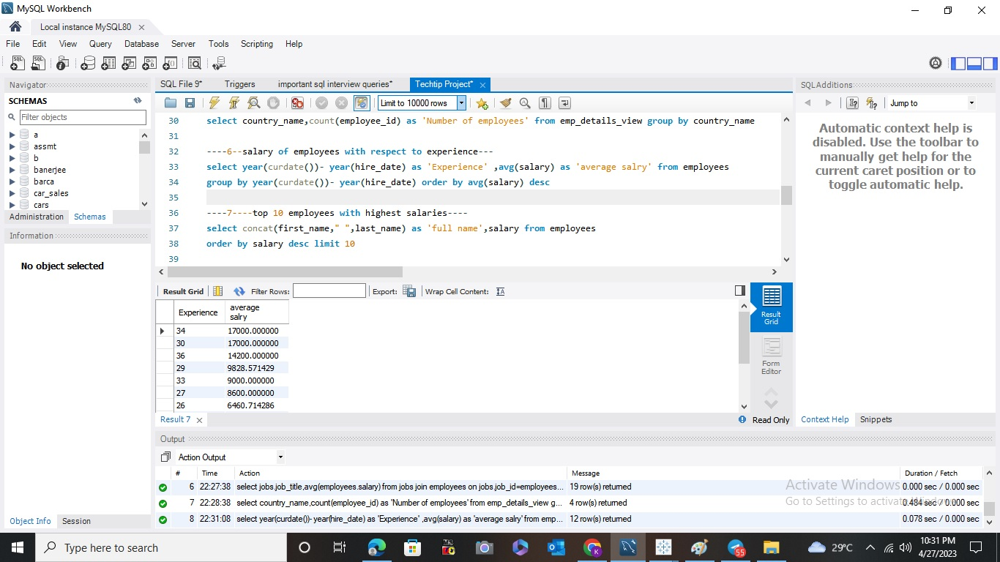 MySQL Workbench
Local instance MySQL80
File Edit View Query Database Server Tools Scripting Help
Navigator
SCHEMAS
Filter objects
a
assmt
b
banerjee
barca
car_sales
cars
Administration Schemas
Information
No object selected
Object Info Session
SQL File 9* Triggers important sql interview queries* Techtip Project*
Limit to 10000 rows
30 select country_name,count(employee_id) as 'Number of employees' from emp_details_view group by country_name
31
32 ----6--salary of employees with respect to experience---
33 select year(curdate())- year(hire_date) as 'Experience' ,avg(salary) as 'average salry' from employees
34 group by year(curdate())- year(hire_date) order by avg(salary) desc
35
36 ----7----top 10 employees with highest salaries----
37 select concat(first_name," ",last_name) as 'full name',salary from employees
38 order by salary desc limit 10
39
Result Grid Filter Rows: Export: Wrap Cell Content:
Experience average salry
34 17000.000000
30 17000.000000
36 14200.000000
29 9828.571429
33 9000.000000
27 8600.000000
26 6460.714286
Result Grid
Form Editor
Result 7 Read Only
SQLAdditions
Jump to
Automatic context help is
disabled. Use the toolbar to
manually get help for the
current caret position or to
toggle automatic help.
Context Help Snippets
Output
Action Output
# Time Action Message Duration / Fetch
6 22:27:38 select jobs.job_title,avg(employees.salary) from jobs join employees on jobs.job_id=employees... 19 row(s) returned 0.000 sec / 0.000 sec
7 22:28:38 select country_name,count(employee_id) as 'Number of employees' from emp_details_view g... 4 row(s) returned 0.484 sec / 0.000 sec
8 22:31:08 select year(curdate())- year(hire_date) as 'Experience' ,avg(salary) as 'average salry' from emp... 12 row(s) returned 0.078 sec / 0.000 sec
Activate Windows
Go to Settings to activate Windows.
Type here to search
55
29°C
10:31 PM
4/27/2023